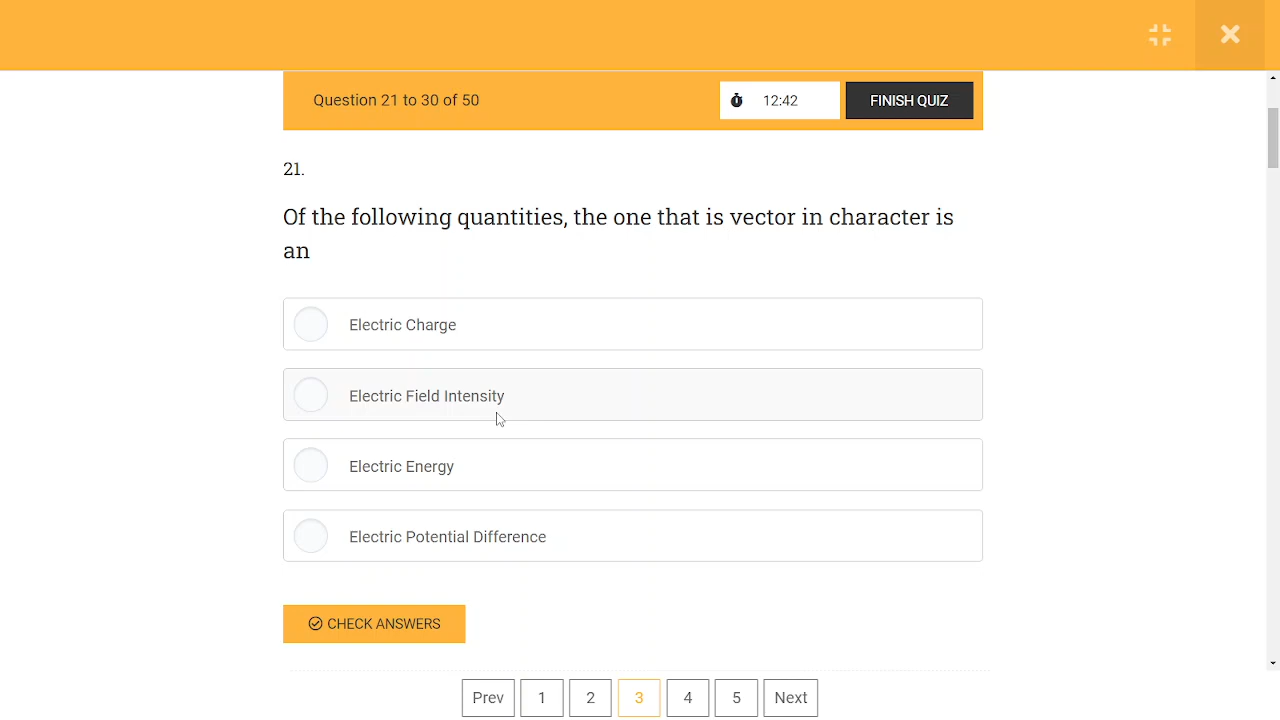 Question 21 to 30 of 50
12:42
FINISH QUIZ
21.
Of the following quantities, the one that is vector in character is
an
Electric Charge
Electric Field Intensity
Electric Energy
Electric Potential Difference
CHECK ANSWERS
Prev 1 2 3 4 5 Next